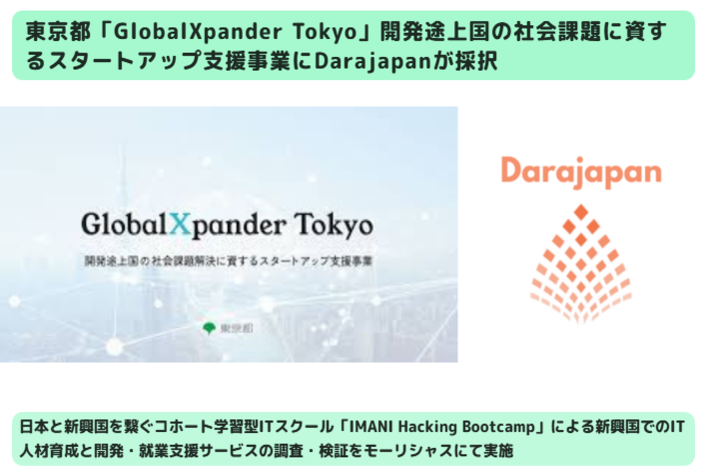 東京都「GlobalXpander Tokyo」開発途上国の社会課題に資す
るスタートアップ支援事業にDarajapanが採択
GlobalXpander Tokyo
開発途上国の社会課題解決に資するスタートアップ支援事業
東京都
Darajapan
日本と新興国を繋ぐコホート学習型ITスクール「IMANI Hacking Bootcamp」による新興国でのIT
人材育成と開発・就業支援サービスの調査・検証をモーリシャスにて実施